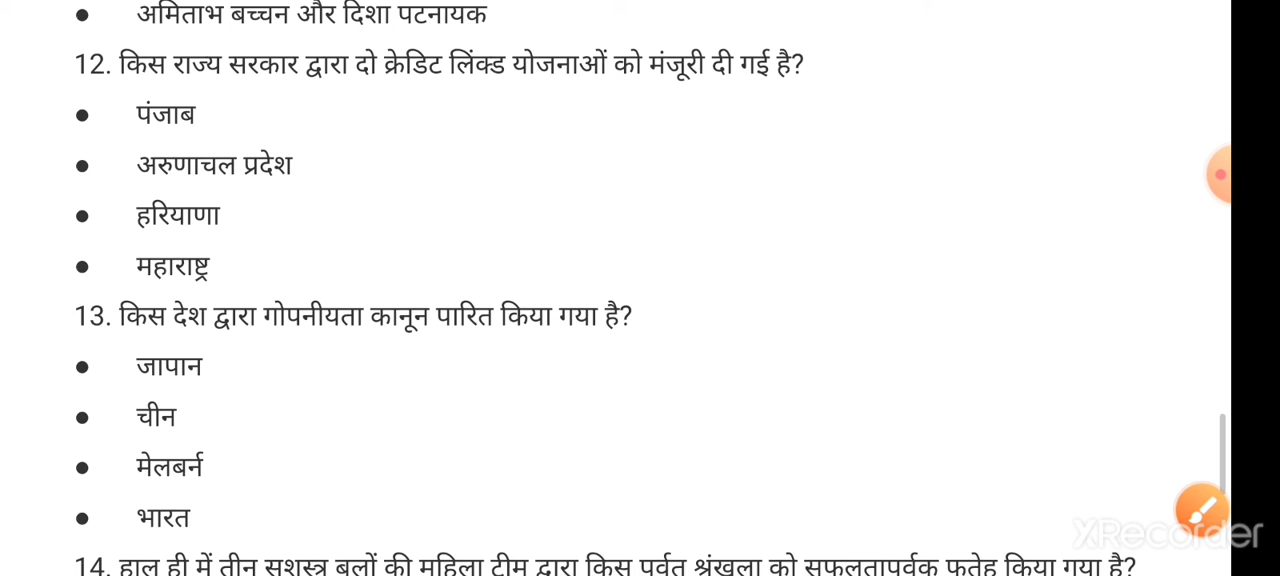 ● अमिताभ बच्चन और दिशा पटनायक
12. किस राज्य सरकार द्वारा दो क्रेडिट लिंक्ड योजनाओं को मंजूरी दी गई है?
● पंजाब
● अरुणाचल प्रदेश
● हरियाणा
● महाराष्ट्र
13. किस देश द्वारा गोपनीयता कानून पारित किया गया है?
● जापान
● चीन
● मेलबर्न
● भारत
XRecorder
14. हाल ही में तीन सशस्त्र बलों की महिला टीम द्वारा किस पर्वत श्रंखला को सफलतापूर्वक फतेह किया गया है?